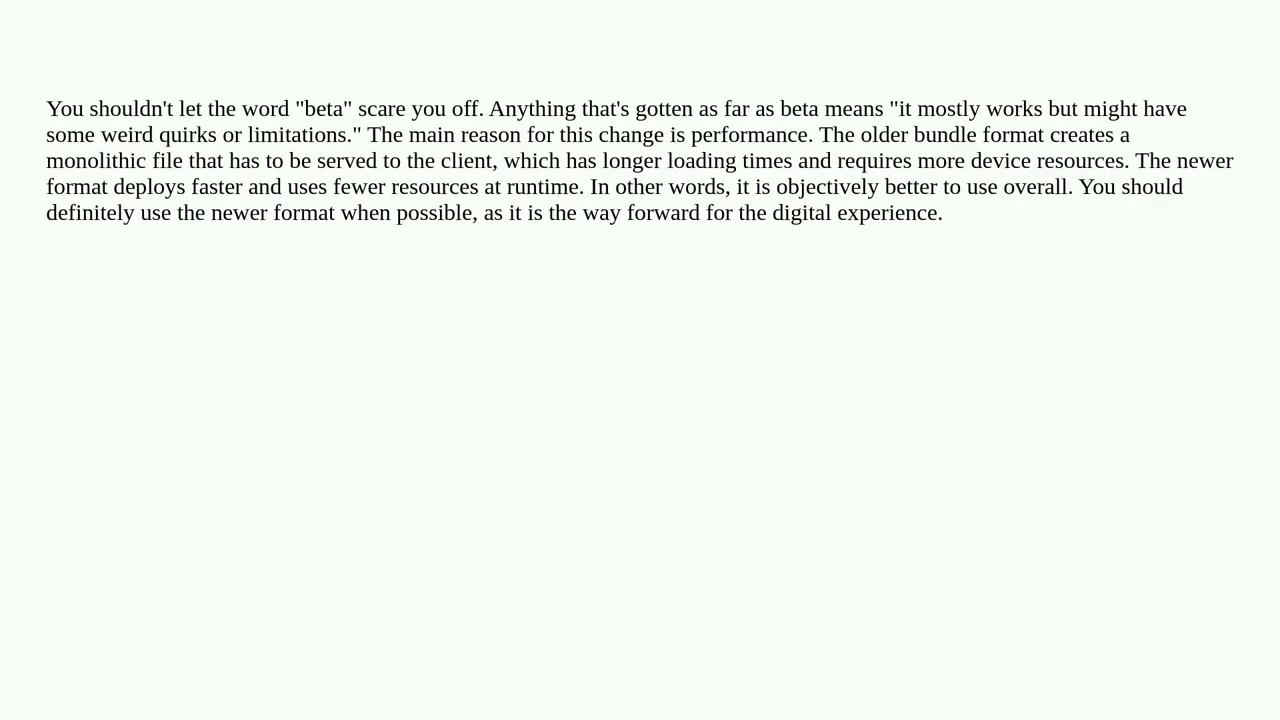 You shouldn't let the word "beta" scare you off. Anything that's gotten as far as beta means "it mostly works but might have
some weird quirks or limitations." The main reason for this change is performance. The older bundle format creates a
monolithic file that has to be served to the client, which has longer loading times and requires more device resources. The newer
format deploys faster and uses fewer resources at runtime. In other words, it is objectively better to use overall. You should
definitely use the newer format when possible, as it is the way forward for the digital experience.